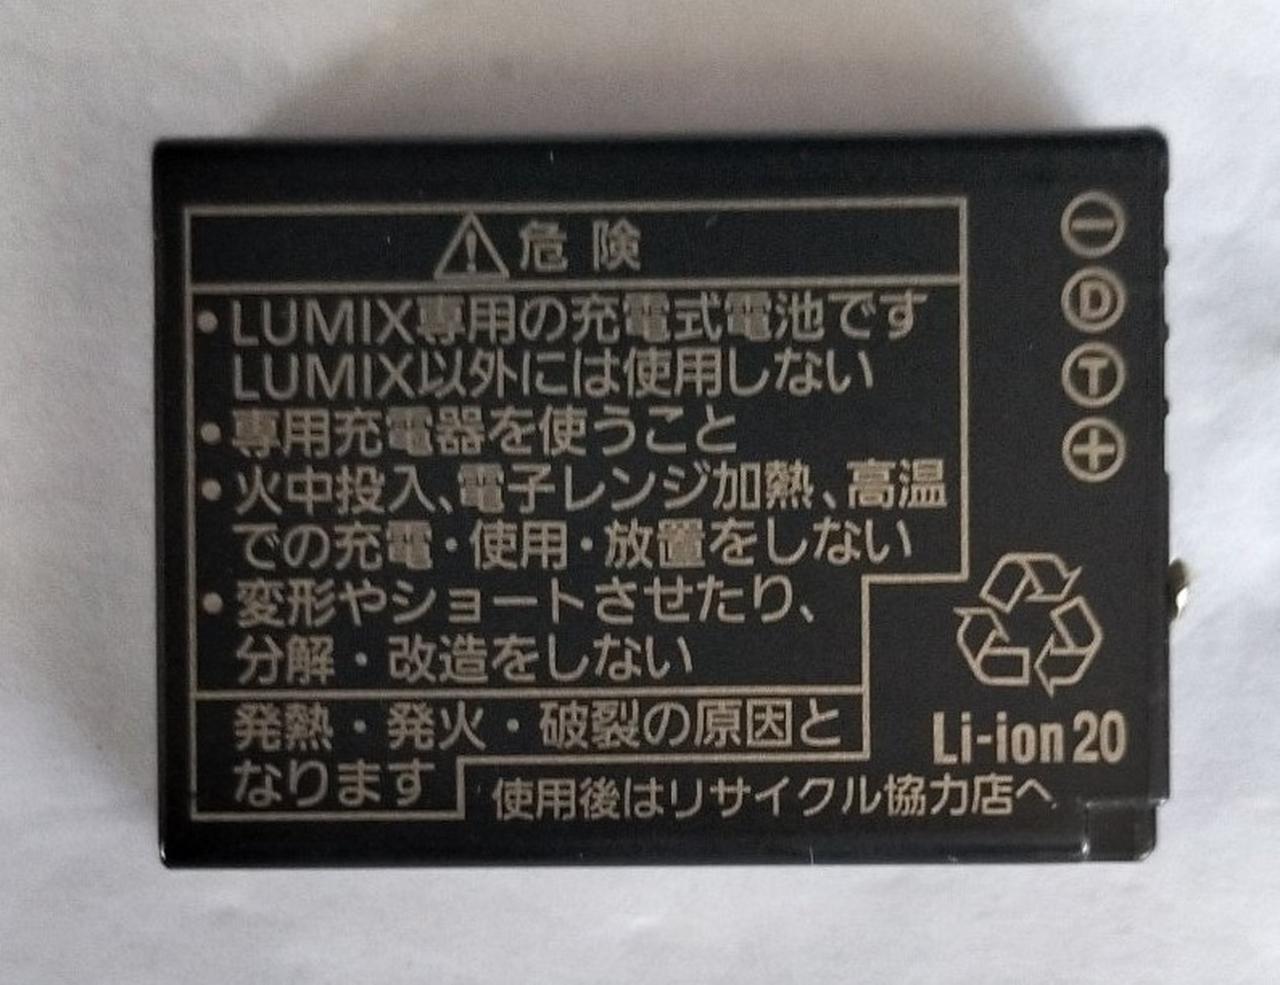 危険
•LUMIX専用の充電式電池です
LUMIX以外には使用しない
•専用充電器を使うこと
•火中投入、電子レンジ加熱、高温
での充電・使用・放置をしない
•変形やショートさせたり、
分解・改造をしない
発熱・発火・破裂の原因と
なります
使用後はリサイクル協力店へ
−
D
T
+
Li-ion20